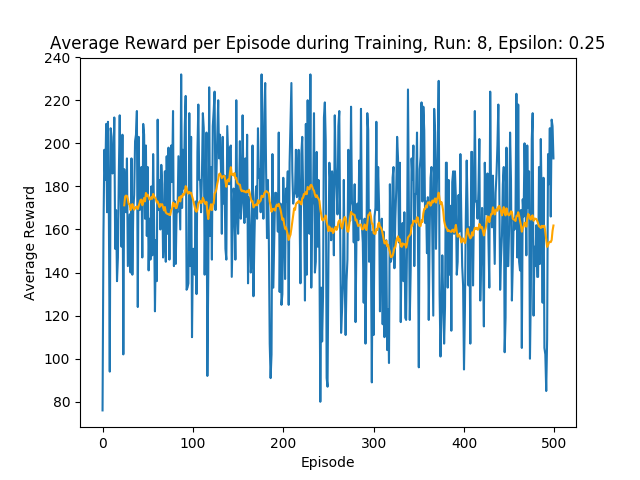 Average Reward per Episode during Training, Run: 8, Epsilon: 0.25
240
220
200
180
160
140
120
100
80
Average Reward
0 100 200 300 400 500
Episode